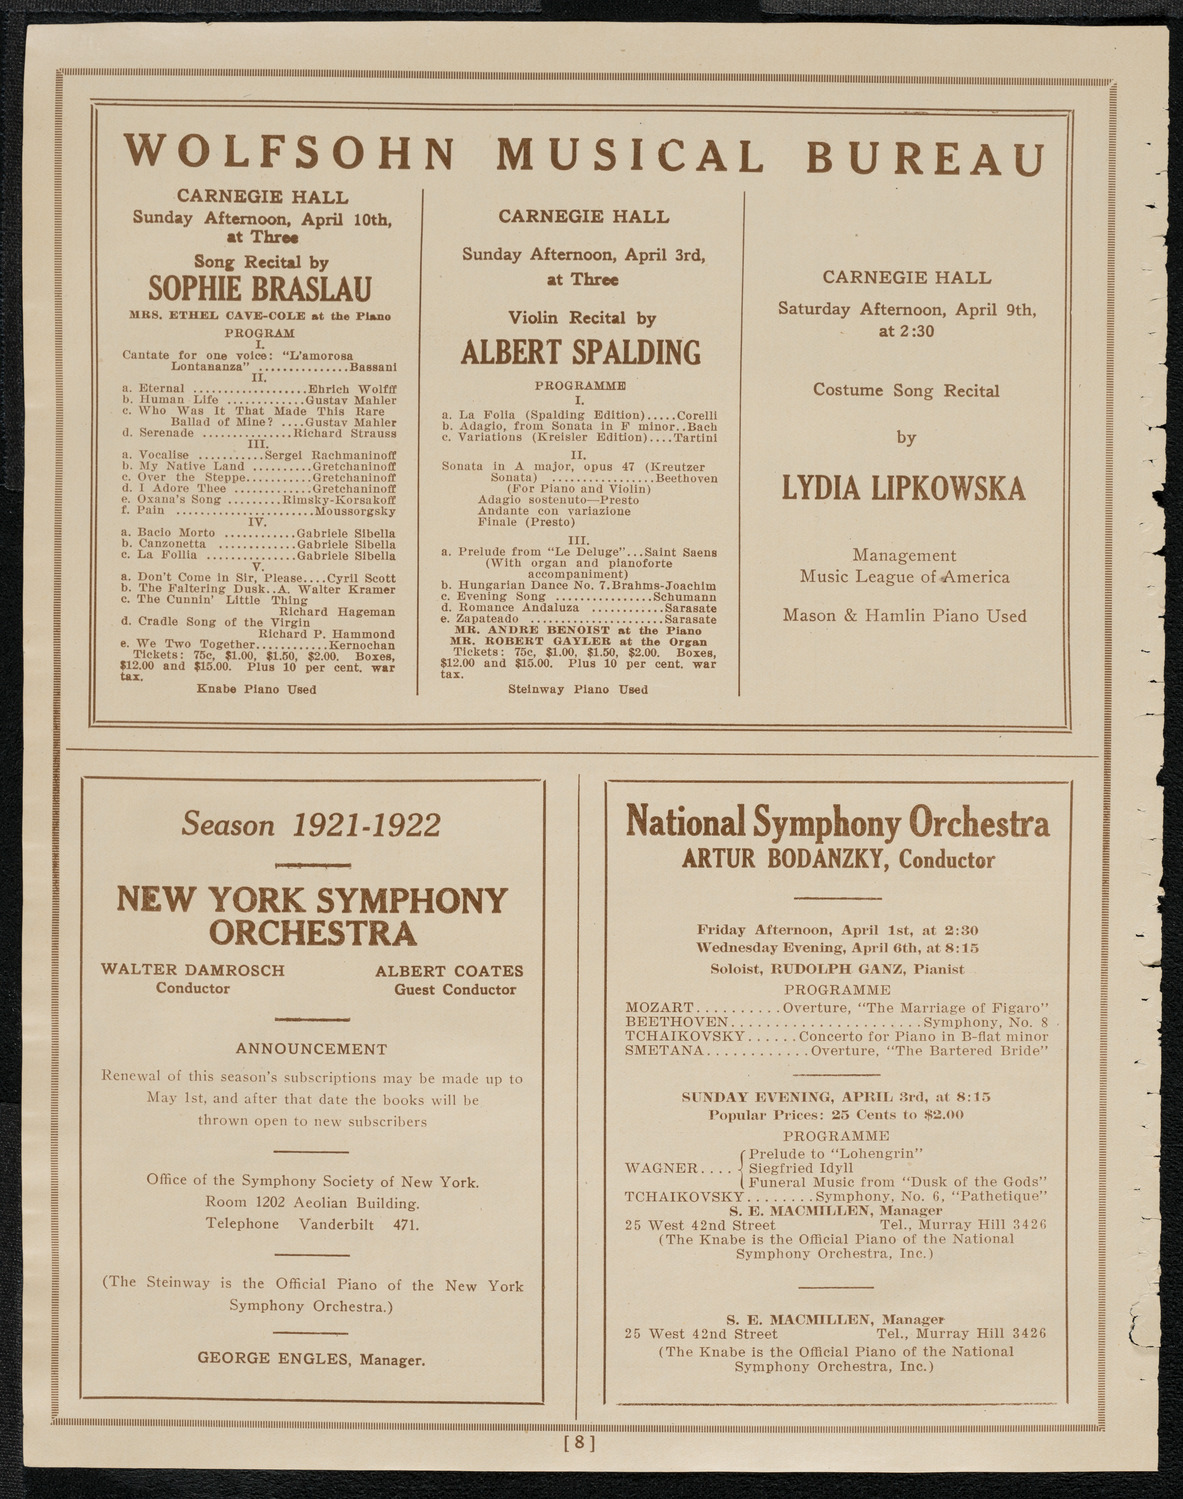 WOLFSOHN MUSICAL BUREAU
CARNEGIE HALL
Sunday Afternoon, April 10th,
at Three
Song Recital by
SOPHIE BRASLAU
MRS. ETHEL CAVE-COLE at the Piano
PROGRAM
I.
Cantate for one voice: "L'amorosa
Lontananza" ..............Bassani
II.
a. Eternal ..................Ehrich Wolff
b. Human Life .............Gustav Mahler
c. Who Was It That Made This Rare
Ballad of Mine? ....Gustav Mahler
d. Serenade ..............Richard Strauss
III.
a. Vocalise ..........Sergei Rachmaninoff
b. My Native Land ..........Gretchaninoff
c. Over the Steppe...........Gretchaninoff
d. I Adore Thee .............Gretchaninoff
e. Oxana's Song .........Rimsky-Korsakoff
f. Pain ......................Moussorgsky
IV.
a. Bacio Morto ............Gabriele Sibella
b. Canzonetta .............Gabriele Sibella
c. La Follia ...............Gabriele Sibella
V.
a. Don't Come in Sir, Please....Cyril Scott
b. The Faltering Dusk..A. Walter Kramer
c. The Cunnin' Little Thing
Richard Hageman
d. Cradle Song of the Virgin
Richard P. Hammond
e. We Two Together............Kernochan
Tickets: 75c, $1.00, $1.50, $2.00. Boxes,
$12.00 and $15.00. Plus 10 per cent. war
tax.
Knabe Piano Used
CARNEGIE HALL
Sunday Afternoon, April 3rd,
at Three
Violin Recital by
ALBERT SPALDING
PROGRAMME
I.
a. La Folia (Spalding Edition).....Corelli
b. Adagio, from Sonata in F minor..Bach
c. Variations (Kreisler Edition)....Tartini
II.
Sonata in A major, opus 47 (Kreutzer
Sonata) ................Beethoven
(For Piano and Violin)
Adagio sostenuto—Presto
Andante con variazione
Finale (Presto)
III.
a. Prelude from "Le Deluge"...Saint Saens
(With organ and pianoforte
accompaniment)
b. Hungarian Dance No. 7.Brahms-Joachim
c. Evening Song ...............Schumann
d. Romance Andaluza ...........Sarasate
e. Zapateado .....................Sarasate
MR. ANDRE BENOIST at the Piano
MR. ROBERT GAYLER at the Organ
Tickets: 75c, $1.00, $1.50, $2.00. Boxes,
$12.00 and $15.00. Plus 10 per cent. war
tax.
Steinway Piano Used
CARNEGIE HALL
Saturday Afternoon, April 9th,
at 2:30
Costume Song Recital
by
LYDIA LIPKOWSKA
Management
Music League of America
Mason & Hamlin Piano Used
Season 1921-1922
NEW YORK SYMPHONY
ORCHESTRA
WALTER DAMROSCH ALBERT COATES
Conductor Guest Conductor
ANNOUNCEMENT
Renewal of this season's subscriptions may be made up to
May 1st, and after that date the books will be
thrown open to new subscribers
Office of the Symphony Society of New York.
Room 1202 Aeolian Building.
Telephone Vanderbilt 471.
(The Steinway is the Official Piano of the New York
Symphony Orchestra.)
GEORGE ENGLES, Manager.
National Symphony Orchestra
ARTUR BODANZKY, Conductor
Friday Afternoon, April 1st, at 2:30
Wednesday Evening, April 6th, at 8:15
Soloist, RUDOLPH GANZ, Pianist
PROGRAMME
MOZART..........Overture, "The Marriage of Figaro"
BEETHOVEN......................Symphony, No. 8
TCHAIKOVSKY......Concerto for Piano in B-flat minor
SMETANA............Overture, "The Bartered Bride"
SUNDAY EVENING, APRIL 3rd, at 8:15
Popular Prices: 25 Cents to $2.00
PROGRAMME
Prelude to "Lohengrin"
WAGNER.... Siegfried Idyll
Funeral Music from "Dusk of the Gods"
TCHAIKOVSKY........Symphony, No. 6, "Pathetique"
S. E. MACMILLEN, Manager
25 West 42nd Street Tel., Murray Hill 3426
(The Knabe is the Official Piano of the National
Symphony Orchestra, Inc.)
S. E. MACMILLEN, Manager
25 West 42nd Street Tel., Murray Hill 3426
(The Knabe is the Official Piano of the National
Symphony Orchestra, Inc.)
[8]